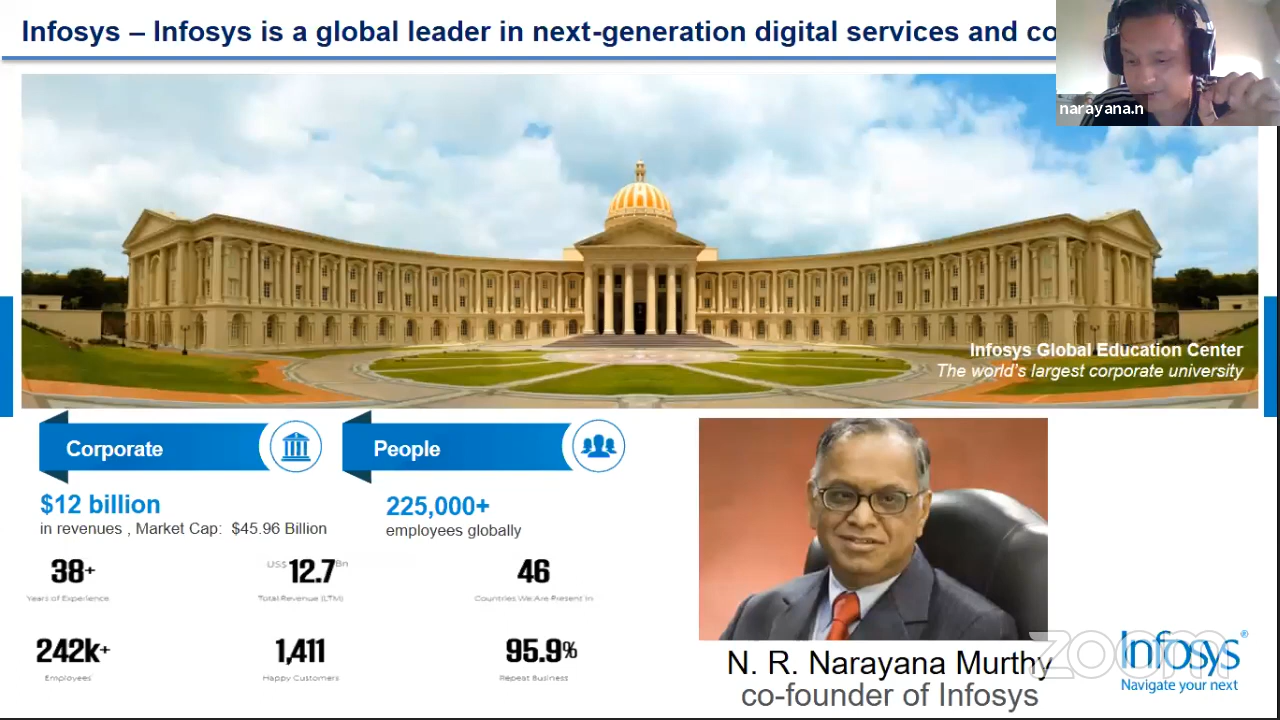 Infosys – Infosys is a global leader in next-generation digital services and co
narayana.n
Infosys Global Education Center
The world's largest corporate university
Corporate
People
$12 billion
in revenues , Market Cap: $45.96 Billion
225,000+
employees globally
38+
Years of Experience
US$ 12.7 Bn
Total Revenue (LTM)
46
Countries We Are Present In
242k+
Employees
1,411
Happy Customers
95.9%
Repeat Business
N. R. Narayana Murthy
co-founder of Infosys
zoom
Infosys®
Navigate your next